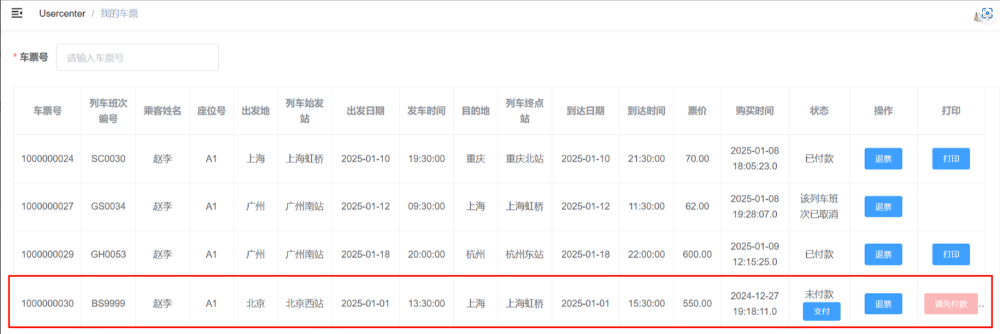 Usercenter / 我的车票
* 车票号 请输入车票号
车票号 列车班次编号 乘客姓名 座位号 出发地 列车始发站 出发日期 发车时间 目的地 列车终点站 到达日期 到达时间 票价 购买时间 状态 操作 打印
1000000024 SC0030 赵李 A1 上海 上海虹桥 2025-01-10 19:30:00 重庆 重庆北站 2025-01-10 21:30:00 70.00 2025-01-08 18:05:23.0 已付款 退票 打印
1000000027 GS0034 赵李 A1 广州 广州南站 2025-01-12 09:30:00 上海 上海虹桥 2025-01-12 11:30:00 62.00 2025-01-08 19:28:07.0 该列车班次已取消 退票
1000000029 GH0053 赵李 A1 广州 广州南站 2025-01-18 20:00:00 杭州 杭州东站 2025-01-18 22:00:00 600.00 2025-01-09 12:15:25.0 已付款 退票 打印
1000000030 BS9999 赵李 A1 北京 北京西站 2025-01-01 13:30:00 上海 上海虹桥 2025-01-01 15:30:00 550.00 2024-12-27 19:18:11.0 未付款 支付 退票 请先付款 ..